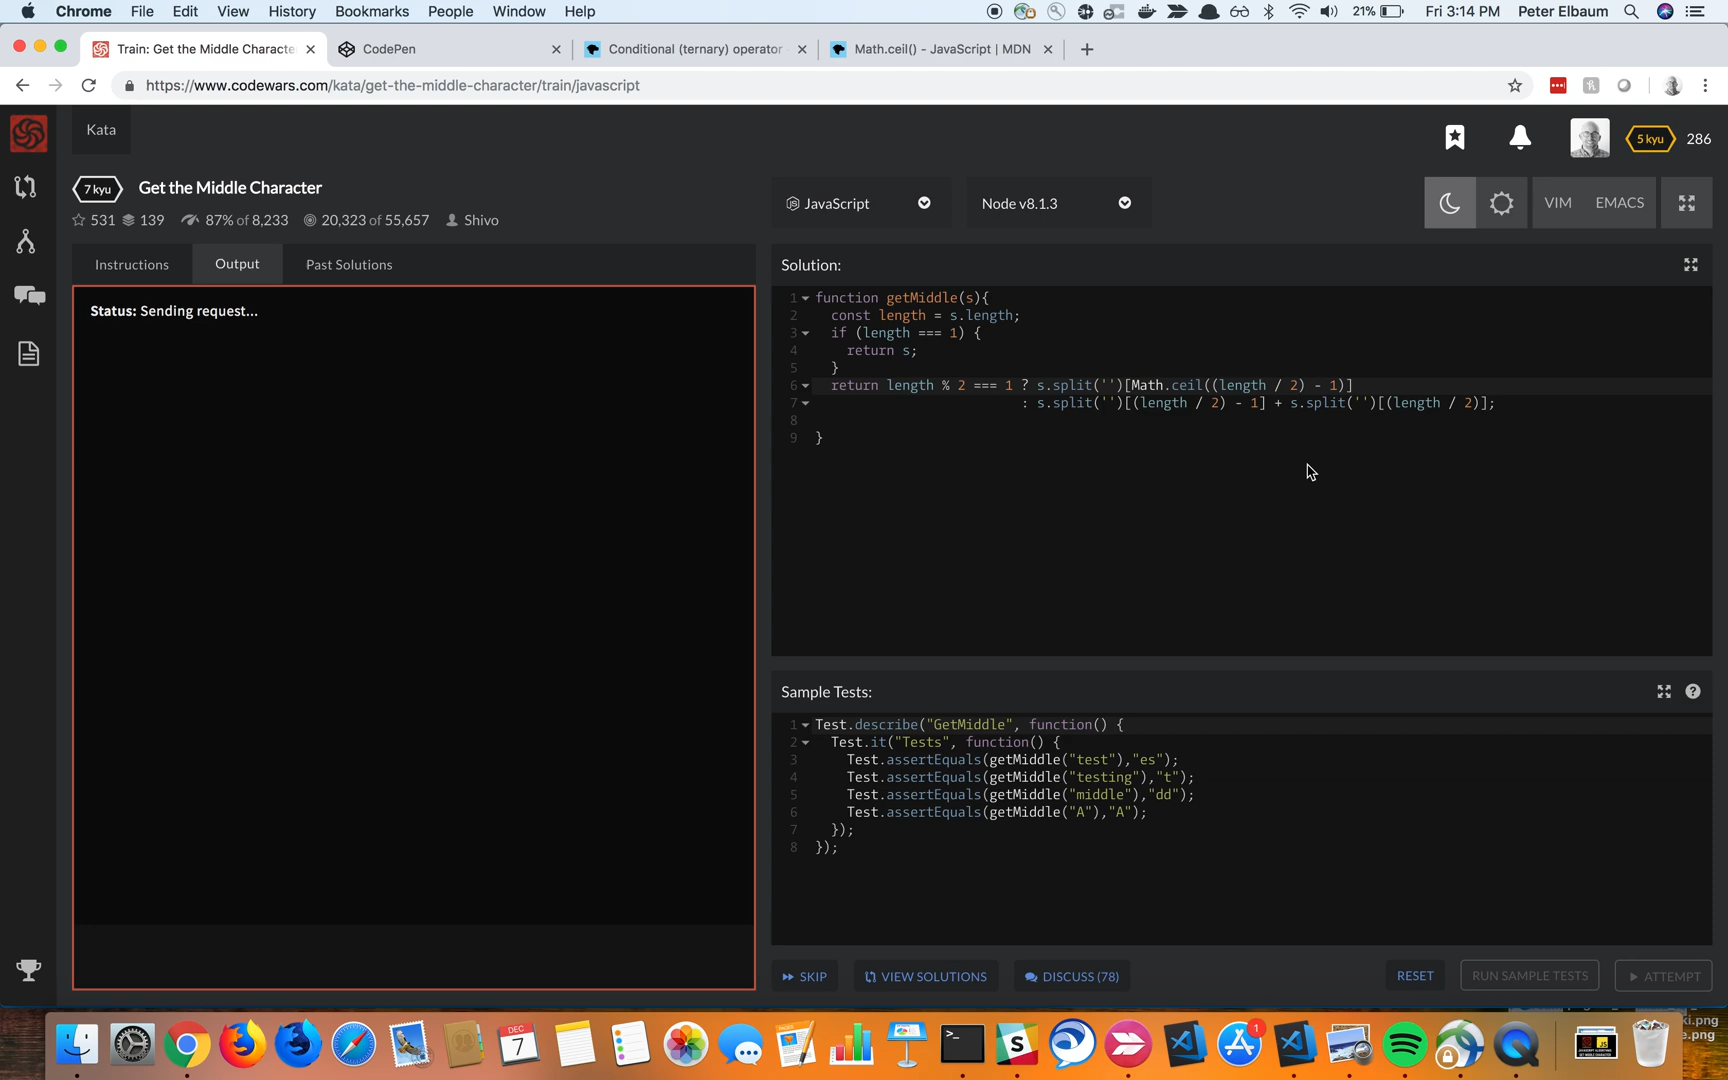 Chrome File Edit View History Bookmarks People Window Help 21% Fri 3:14 PM Peter Elbaum
Train: Get the Middle Characte CodePen Conditional (ternary) operator Math.ceil() - JavaScript | MDN
https://www.codewars.com/kata/get-the-middle-character/train/javascript
Kata
5 kyu 286
7 kyu Get the Middle Character
531 139 87% of 8,233 20,323 of 55,657 Shivo
JavaScript Node v8.1.3 VIM EMACS
Instructions Output Past Solutions
Status: Sending request...
Solution:
1 function getMiddle(s){
2 const length = s.length;
3 if (length === 1) {
4 return s;
5 }
6 return length % 2 === 1 ? s.split('')[Math.ceil((length / 2) - 1)]
7 : s.split('')[(length / 2) - 1] + s.split('')[(length / 2)];
8
9 }
Sample Tests:
1 Test.describe("GetMiddle", function() {
2 Test.it("Tests", function() {
3 Test.assertEquals(getMiddle("test"),"es");
4 Test.assertEquals(getMiddle("testing"),"t");
5 Test.assertEquals(getMiddle("middle"),"dd");
6 Test.assertEquals(getMiddle("A"),"A");
7 });
8 });
SKIP VIEW SOLUTIONS DISCUSS (78) RESET RUN SAMPLE TESTS ATTEMPT
ki.png
e.png
DEC
7
1